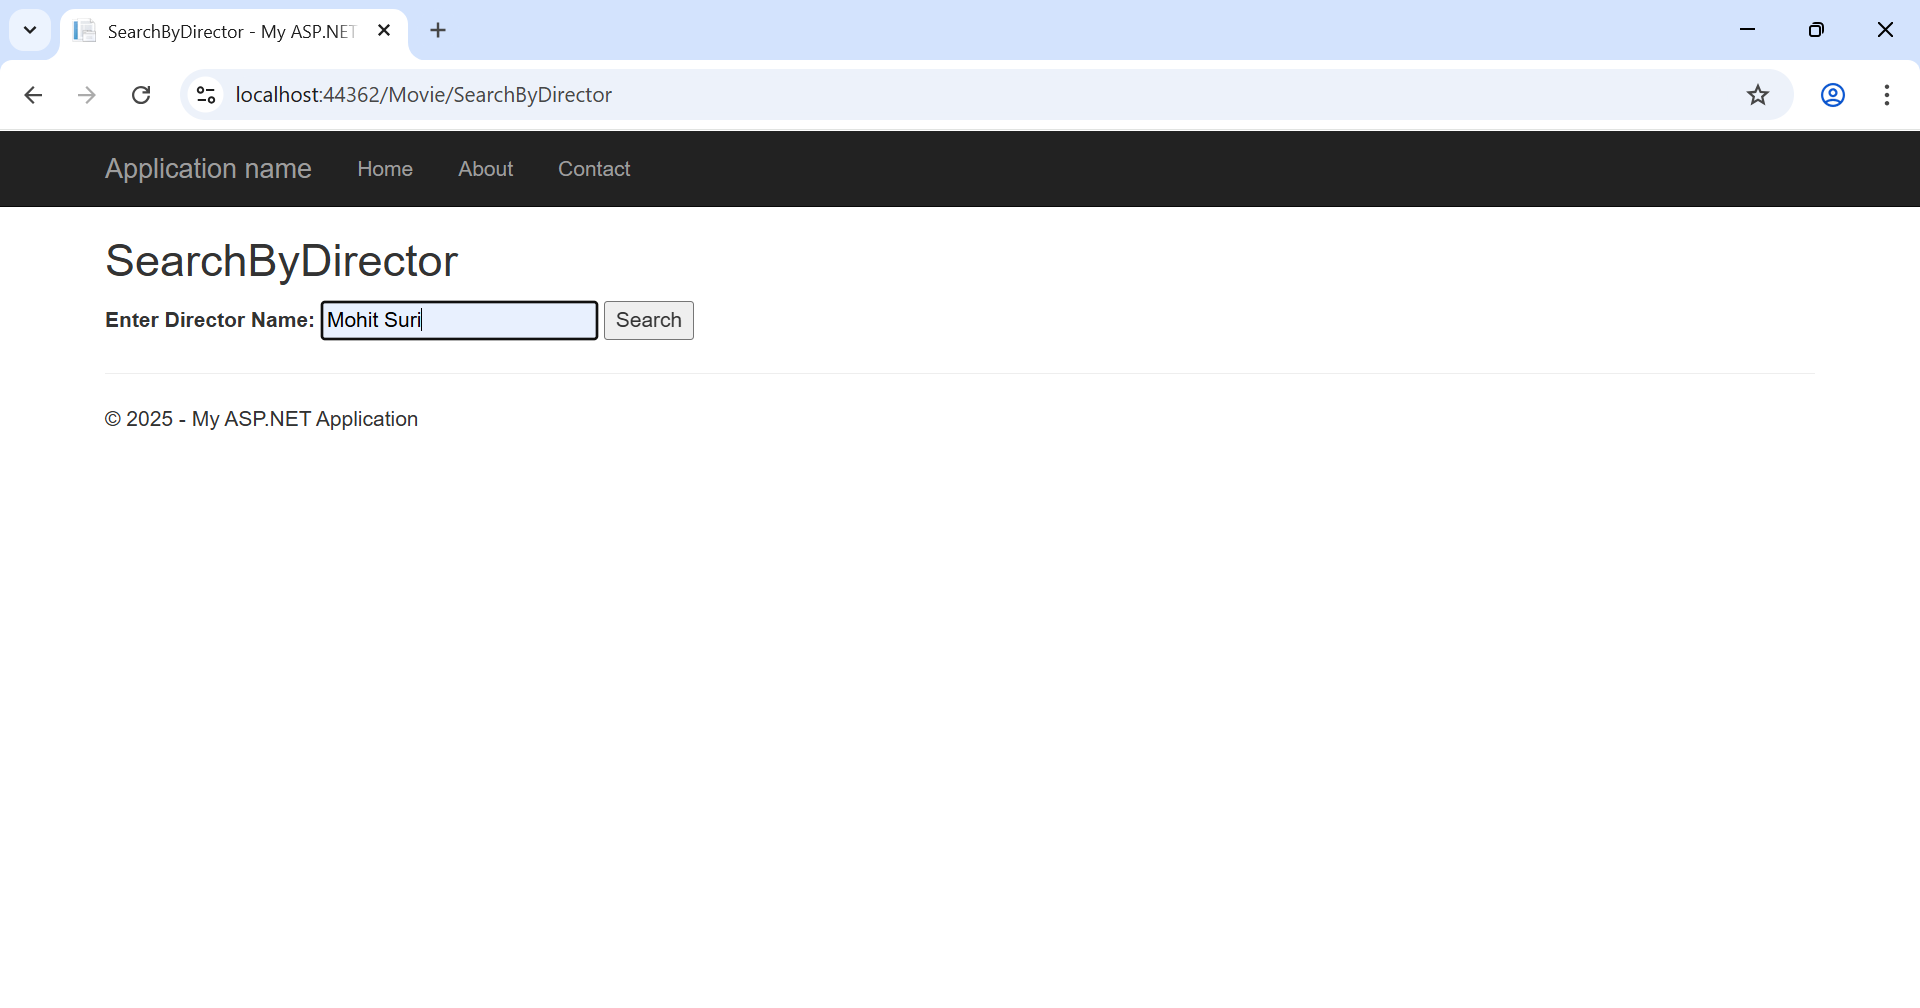 SearchByDirector - My ASP.NET
localhost:44362/Movie/SearchByDirector
Application name Home About Contact
SearchByDirector
Enter Director Name: Mohit Suri Search
© 2025 - My ASP.NET Application